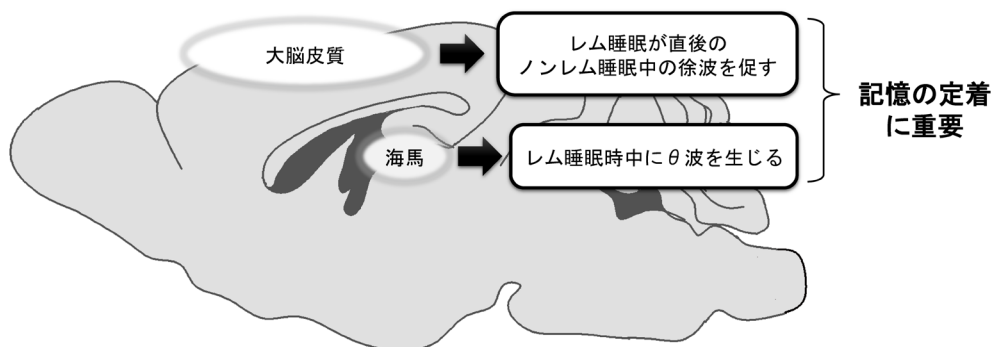 大脳皮質
レム睡眠が直後の
ノンレム睡眠中の徐波を促す
海馬
レム睡眠時中にθ波を生じる
記憶の定着
に重要